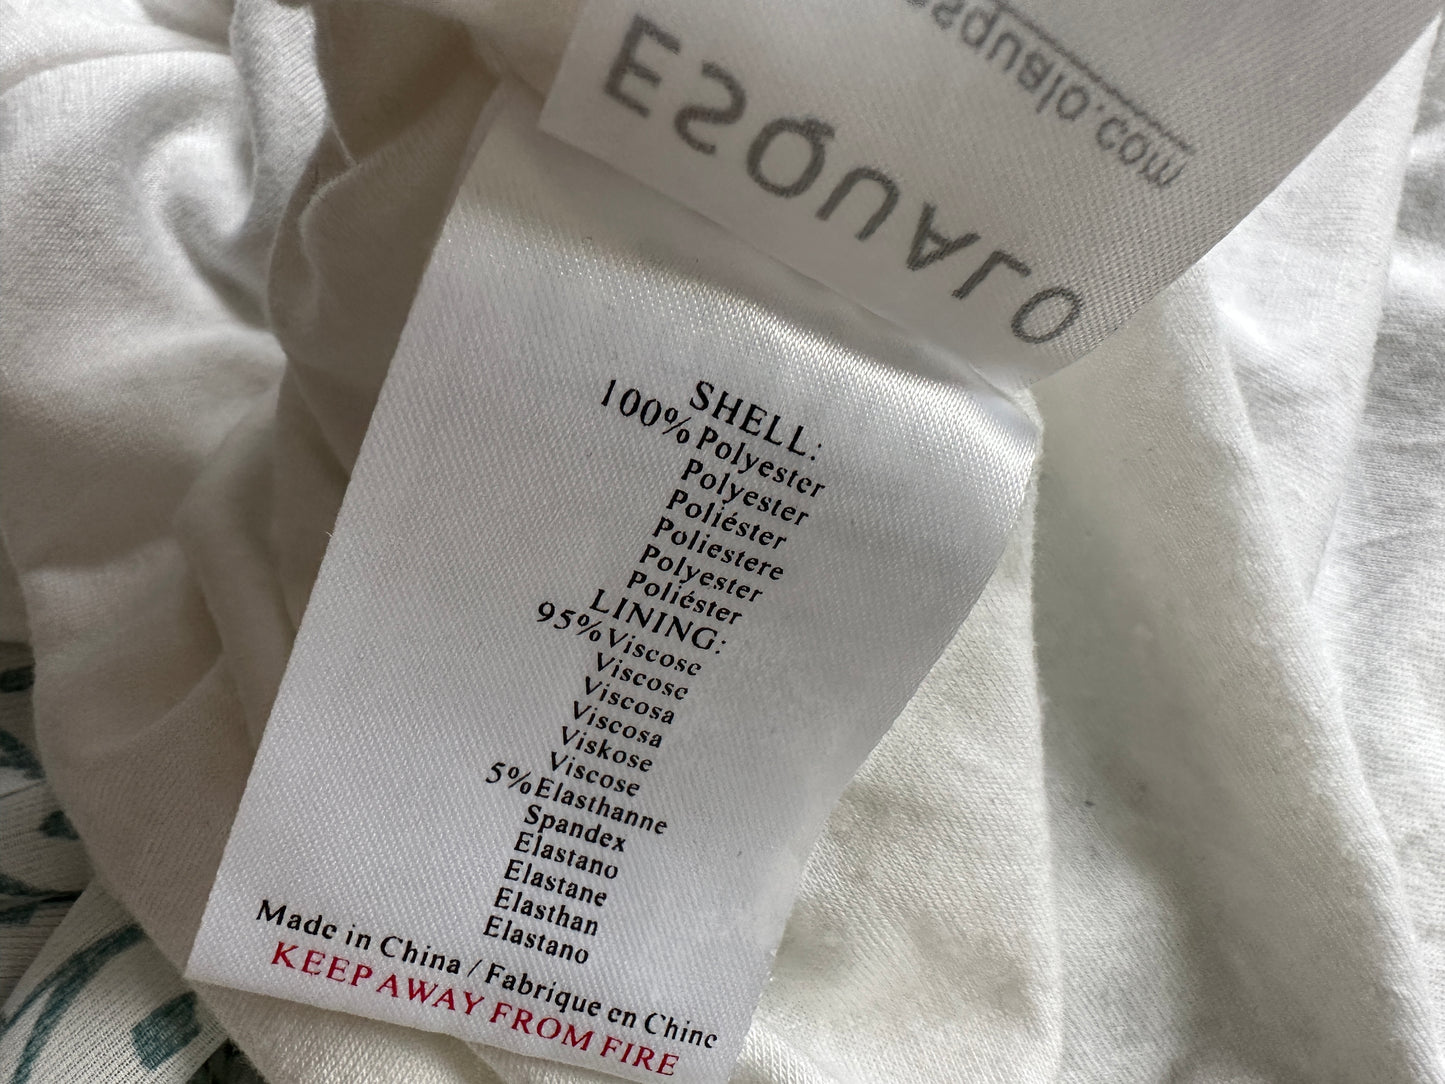 ESQUALO
esqualo.com
SHELL:
100% Polyester
Polyester
Poliéster
Poliestere
Polyester
Poliéster
LINING:
95% Viscose
Viscose
Viscosa
Viscosa
Viskose
Viscose
5% Elasthanne
Spandex
Elastano
Elastane
Elasthan
Elastano
Made in China / Fabrique en Chine
KEEP AWAY FROM FIRE